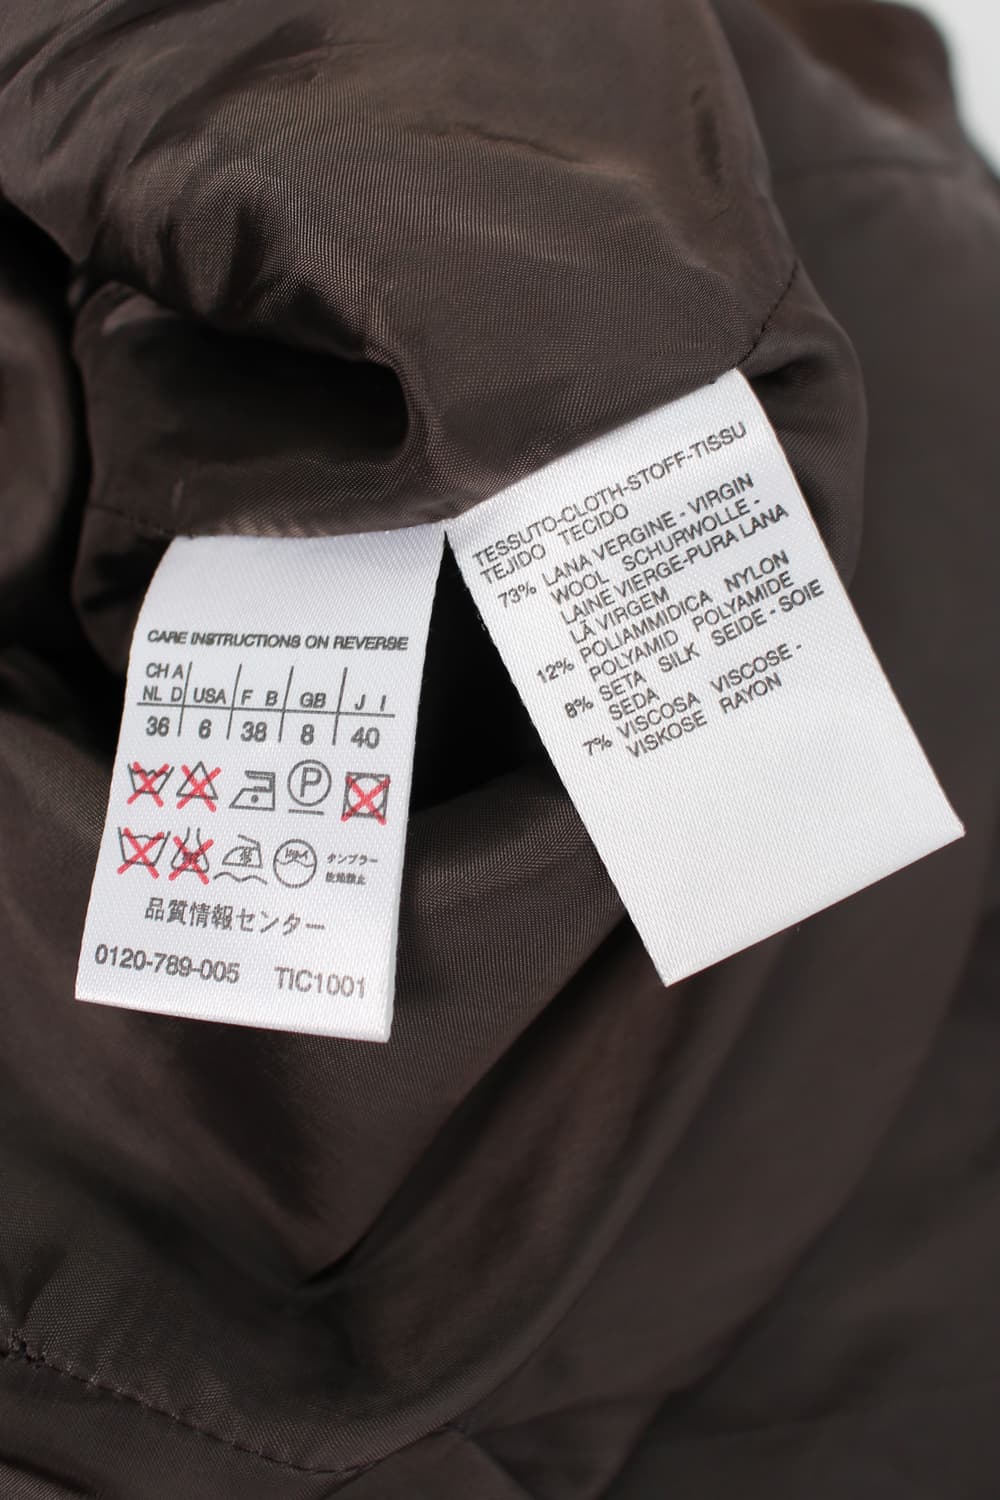 CARE INSTRUCTIONS ON REVERSE
CH A
NL D USA F B GB J I
36 6 38 8 40
P
タンブラー
乾燥禁止
品質情報センター
0120-789-005 TIC1001
TESSUTO-CLOTH-STOFF-TISSU
TEJIDO TECIDO
73% LANA VERGINE - VIRGIN
WOOL SCHURWOLLE -
LAINE VIERGE-PURA LANA
LÃ VIRGEM
12% POLIAMMIDICA NYLON
POLYAMID POLYAMIDE
8% SETA SILK SEIDE - SOIE
SEDA
7% VISCOSA VISCOSE -
VISKOSE RAYON